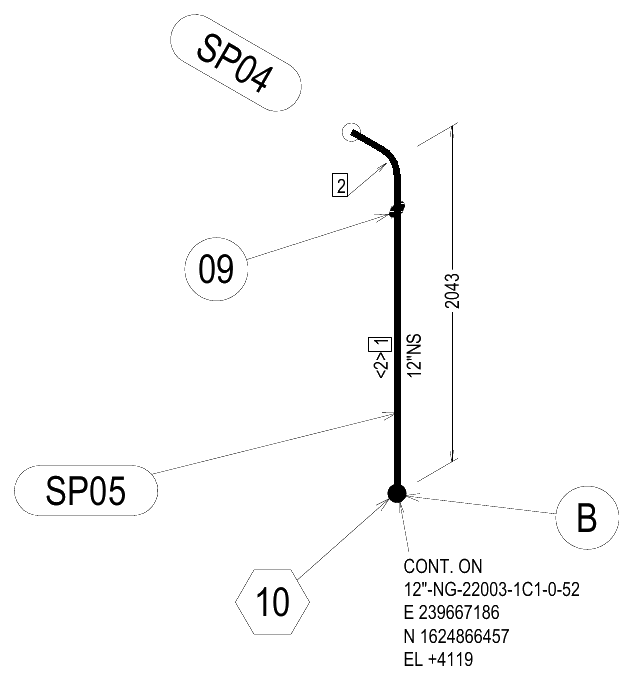 SP04
2
09
2043
<2> 1
12"NS
SP05
B
10
CONT. ON
12"-NG-22003-1C1-0-52
E 239667186
N 1624866457
EL +4119